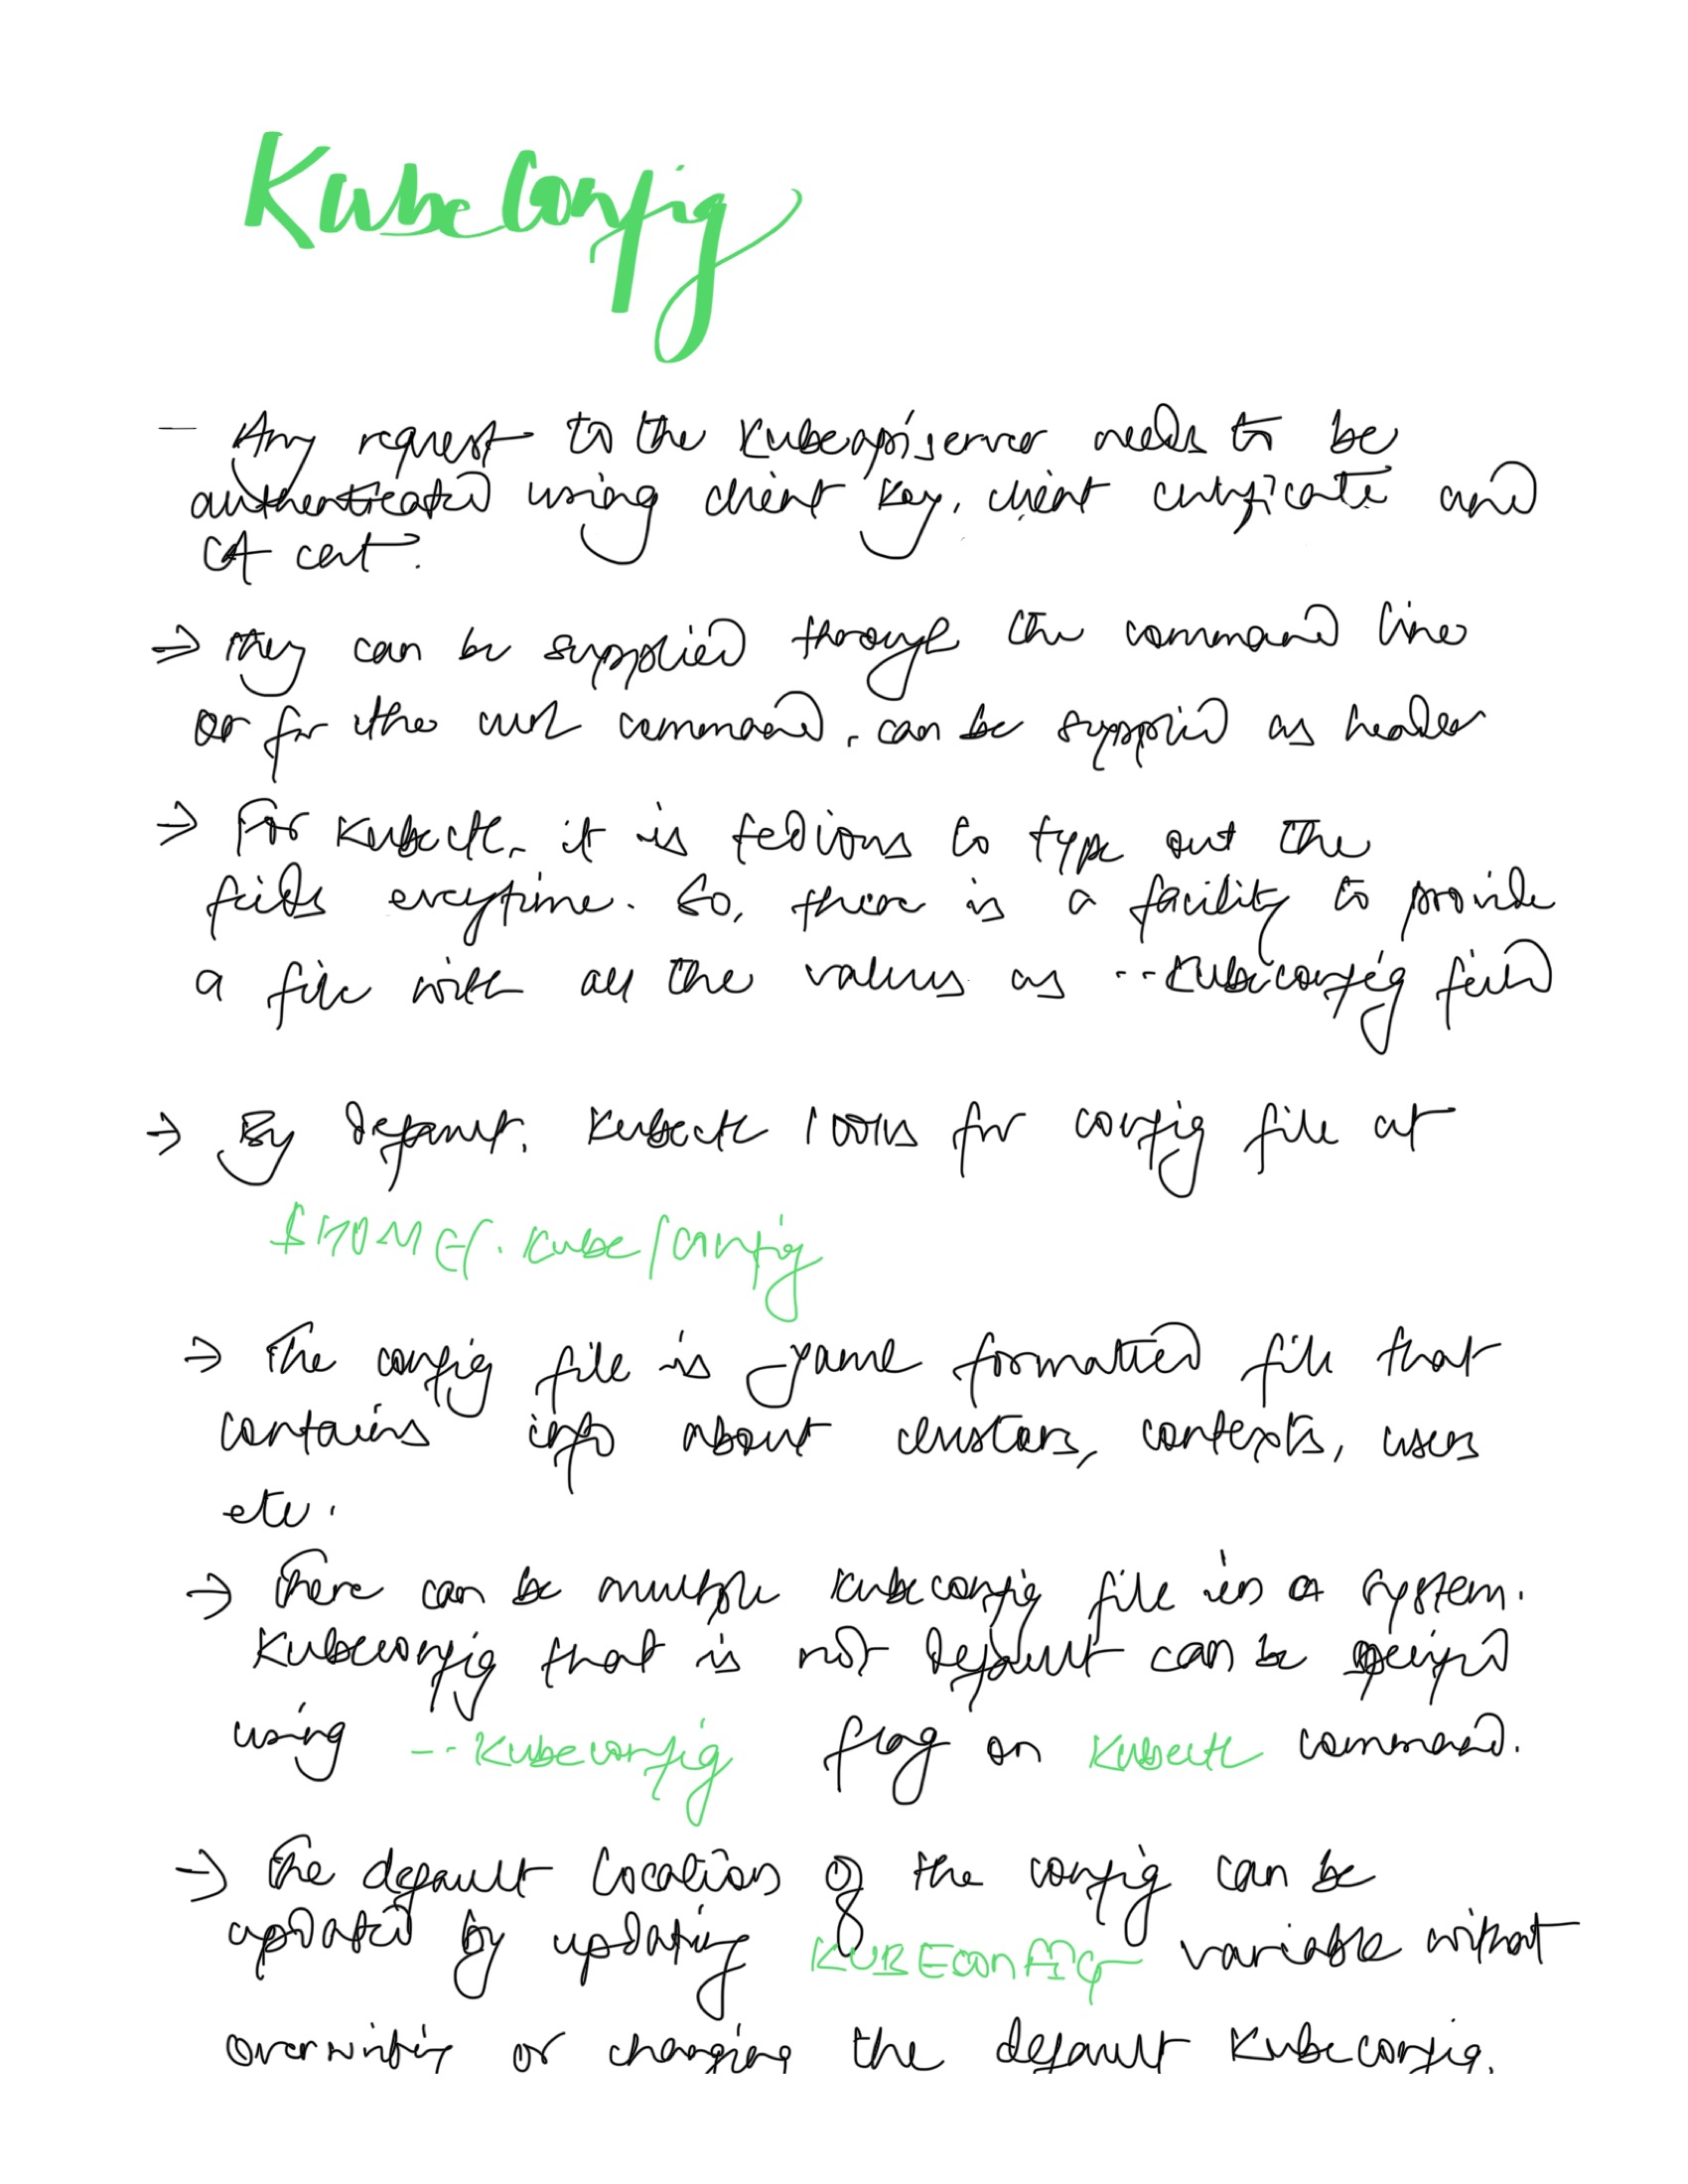 KubeConfig
- Any request to the Kubeapiserver needs to be
authenticated using client key, client certificate and
CA cert.
⇒ They can be supplied through the command line
or for the curl command, can be supplied as header
→ For Kubectl, it is tedious to type out the
fields everytime. So, there is a facility to provide
a file with all the values as --kubeconfig field
→ By default, Kubectl looks for config file at
$HOME/.kube/config
→ The config file is yaml formatted file that
contains info about clusters, contexts, users
etc.
→ There can be multiple kubeconfig file in a system.
Kubeconfig that is not default can be specified
using --kubeconfig flag on kubectl command.
→ The default location of the config can be
updated by updating KUBEconfIG variable without
overwriting or changing the default Kubeconfig.